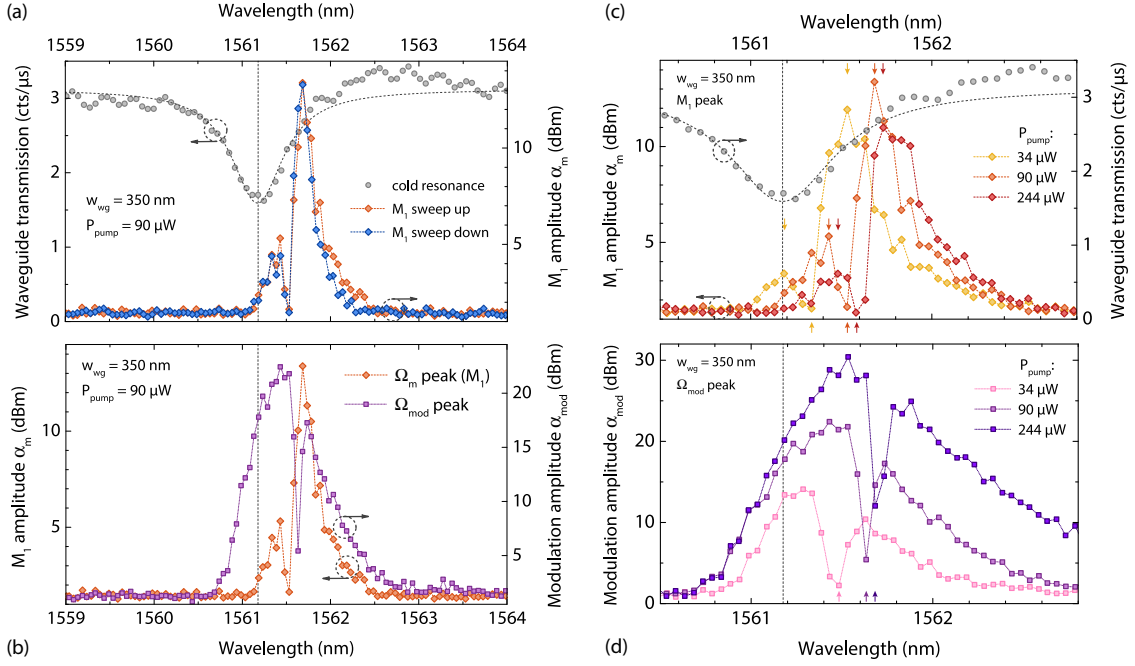 (a)
Wavelength (nm)
1559 1560 1561 1562 1563 1564
Waveguide transmission (cts/µs)
3
2
1
0
w_wg = 350 nm
P_pump = 90 µW
cold resonance
M₁ sweep up
M₁ sweep down
10
5
M₁ amplitude α_m (dBm)
(c)
Wavelength (nm)
1561 1562
M₁ amplitude α_m (dBm)
10
5
w_wg = 350 nm
M₁ peak
P_pump:
34 µW
90 µW
244 µW
3
2
1
0
Waveguide transmission (cts/µs)
M₁ amplitude α_m (dBm)
10
5
w_wg = 350 nm
P_pump = 90 µW
Ω_m peak (M₁)
Ω_mod peak
20
15
10
5
Modulation amplitude α_mod (dBm)
1559 1560 1561 1562 1563 1564
Wavelength (nm)
(b)
Modulation amplitude α_mod (dBm)
30
20
10
0
w_wg = 350 nm
Ω_mod peak
P_pump:
34 µW
90 µW
244 µW
1561 1562
Wavelength (nm)
(d)